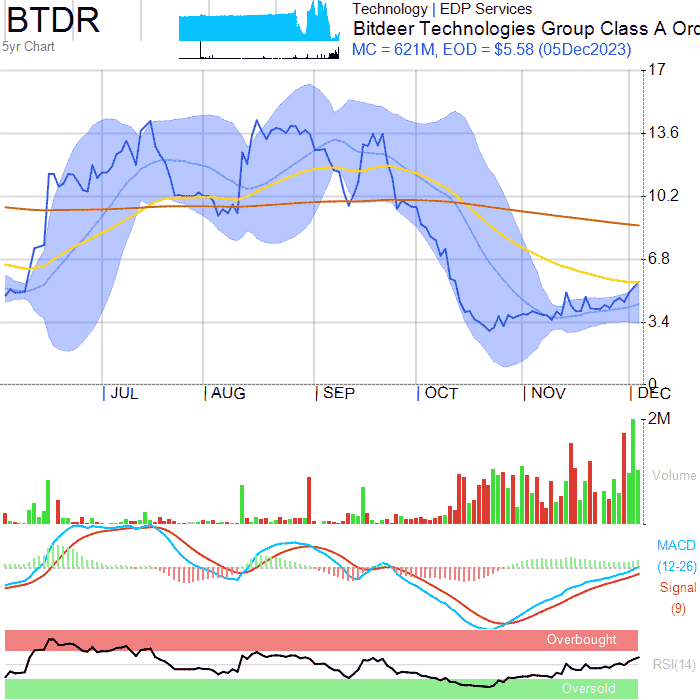 BTDR
5yr Chart
Technology | EDP Services
Bitdeer Technologies Group Class A Ord
MC = 621M, EOD = $5.58 (05Dec2023)
17
13.6
10.2
6.8
3.4
0
JUL
AUG
SEP
OCT
NOV
DEC
2M
Volume
MACD
(12-26)
Signal
(9)
Overbought
RSI(14)
Oversold